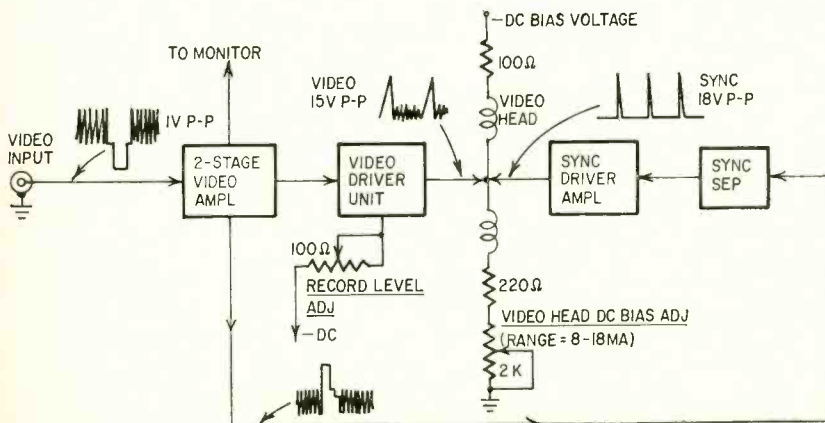 -DC BIAS VOLTAGE
100Ω
TO MONITOR
VIDEO
15V P-P
VIDEO
HEAD
SYNC
18V P-P
1V P-P
VIDEO
INPUT
2-STAGE
VIDEO
AMPL
VIDEO
DRIVER
UNIT
SYNC
DRIVER
AMPL
SYNC
SEP
100Ω
RECORD LEVEL
ADJ
-DC
220Ω
VIDEO HEAD DC BIAS ADJ
(RANGE = 8-18MA)
2K